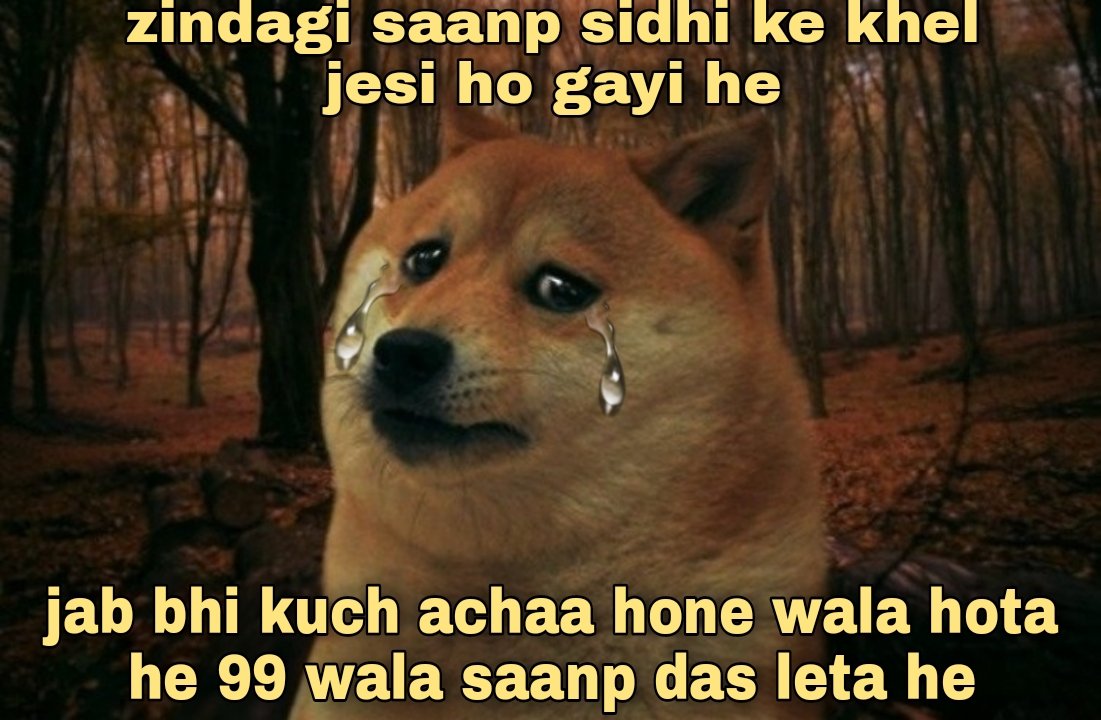 zindagi saanp sidhi ke khel
jesi ho gayi he
jab bhi kuch achaa hone wala hota
he 99 wala saanp das leta he